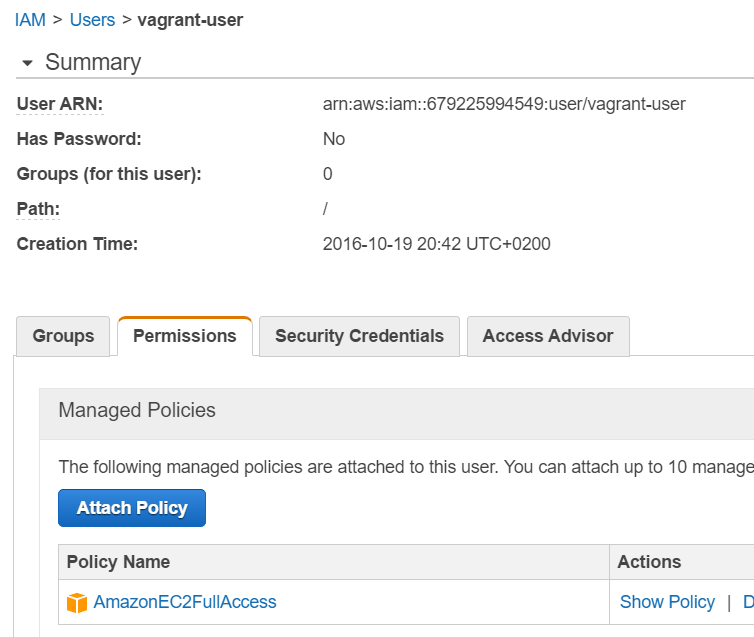 IAM > Users > vagrant-user
Summary
User ARN: arn:aws:iam::679225994549:user/vagrant-user
Has Password: No
Groups (for this user): 0
Path: /
Creation Time: 2016-10-19 20:42 UTC+0200
Groups Permissions Security Credentials Access Advisor
Managed Policies
The following managed policies are attached to this user. You can attach up to 10 manage
Attach Policy
Policy Name Actions
AmazonEC2FullAccess Show Policy | D